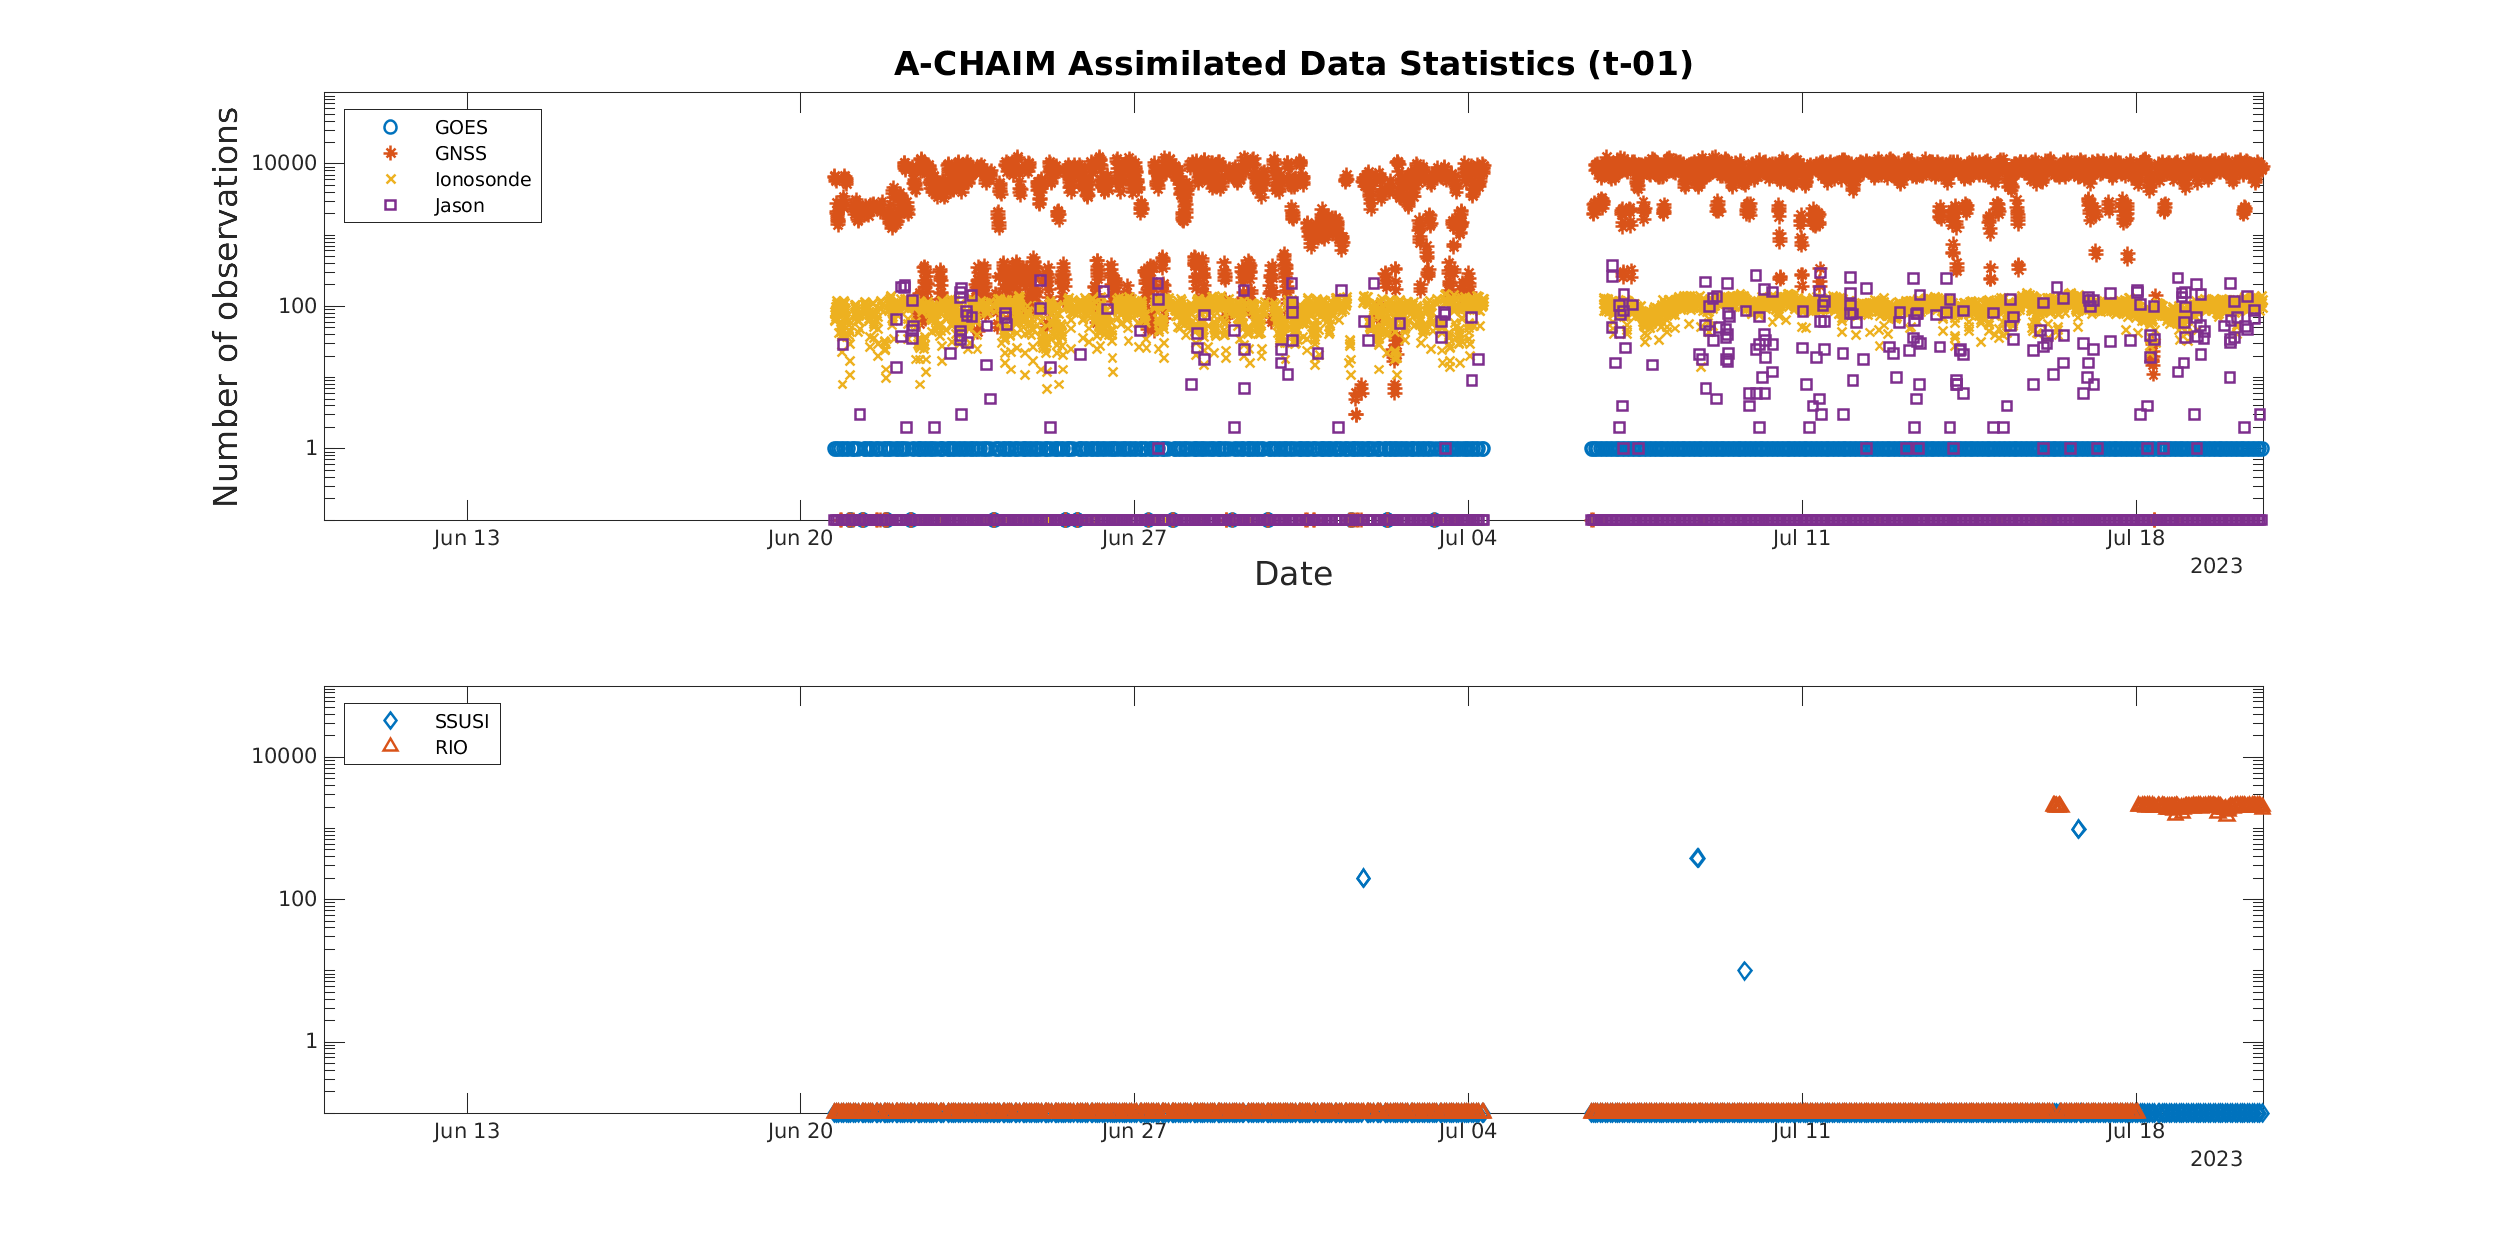 A-CHAIM Assimilated Data Statistics (t-01)
Number of observations
10000
100
1
GOES
GNSS
Ionosonde
Jason
Jun 13
Jun 20
Jun 27
Jul 04
Jul 11
Jul 18
2023
Date
10000
100
1
SSUSI
RIO
Jun 13
Jun 20
Jun 27
Jul 04
Jul 11
Jul 18
2023